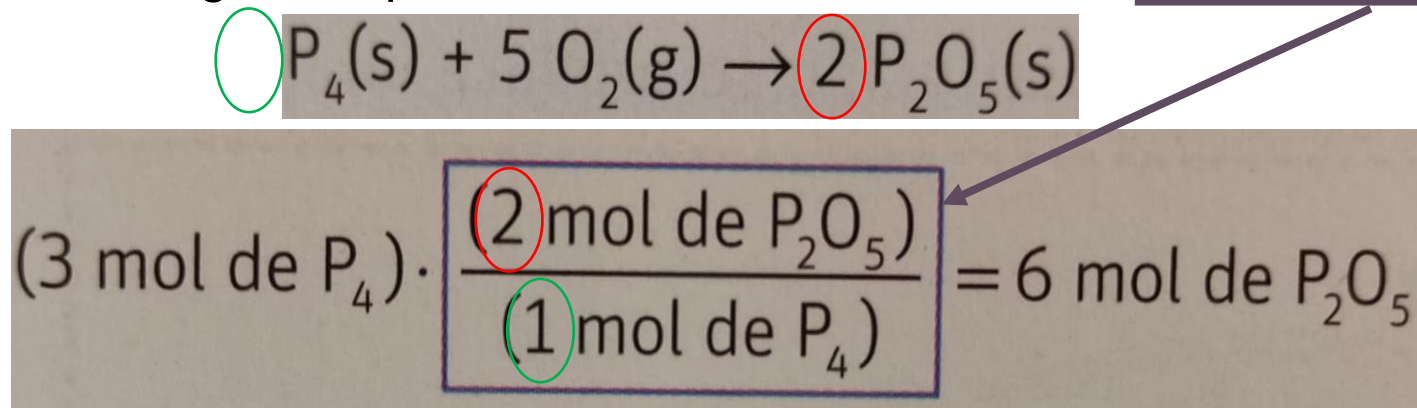 P₄(s) + 5 O₂(g) → 2 P₂O₅(s)
(3 mol de P₄) · (2 mol de P₂O₅) / (1 mol de P₄) = 6 mol de P₂O₅